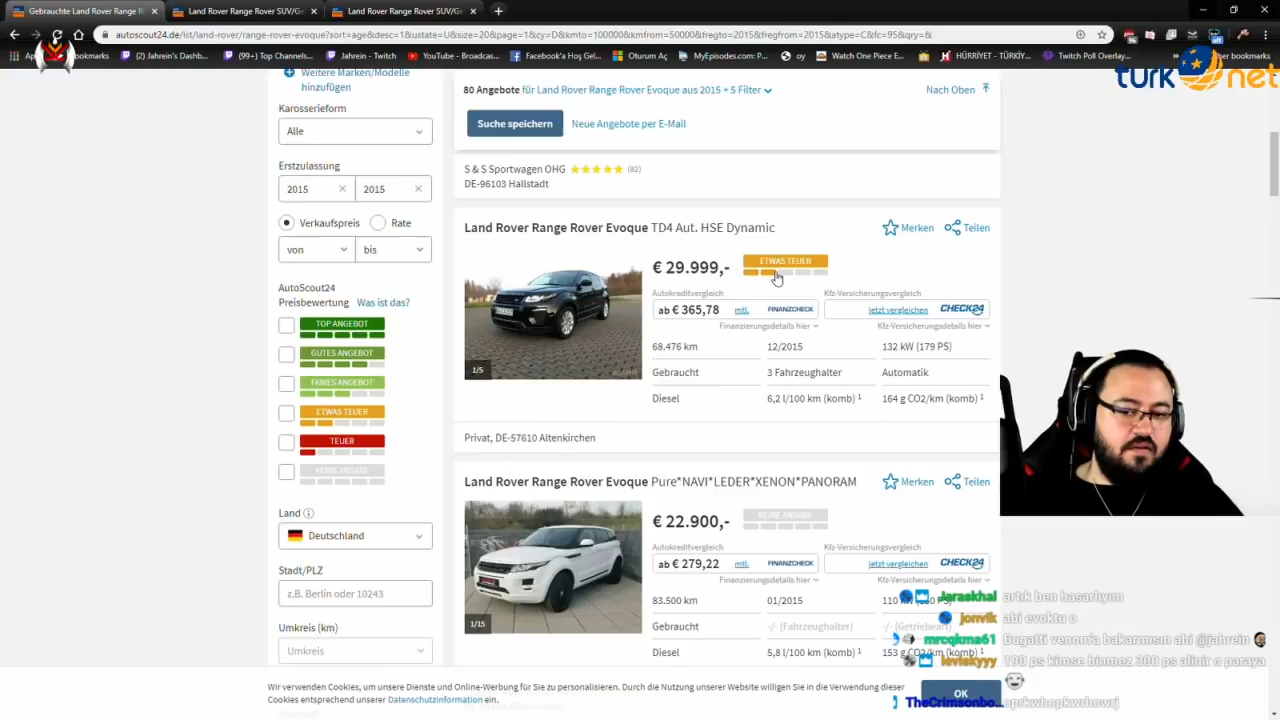 Gebrauchte Land Rover Range R
Land Rover Range Rover SUV/Ge
Land Rover Range Rover SUV/Ge
autoscout24.de/lst/land-rover/range-rover-evoque?sort=age&desc=1&ustate=U&size=20&page=1&cy=D&kmto=100000&kmfrom=50000&fregto=2015&fregfrom=2015&atype=C&fc=95&qry=&
(2) Jahrein's Dashb...
(99+) Top Channels...
Jahrein - Twitch
YouTube - Broadcas...
Facebook'a Hoş Gel...
Oturum Aç
MyEpisodes.com: P...
oy
Watch One Piece E...
HÜRRİYET - TÜRKİY...
Twitch Poll Overlay...
turk net
Weitere Marken/Modelle
hinzufügen
80 Angebote für Land Rover Range Rover Evoque aus 2015 + 5 Filter
Nach Oben
Karosserieform
Alle
Suche speichern
Neue Angebote per E-Mail
Erstzulassung
2015
2015
S & S Sportwagen OHG
(82)
DE-96103 Hallstadt
Verkaufspreis
Rate
von
bis
Land Rover Range Rover Evoque TD4 Aut. HSE Dynamic
Merken
Teilen
€ 29.999,-
ETWAS TEUER
Autokreditvergleich
Kfz-Versicherungsvergleich
ab € 365,78
mtl.
FINANZCHECK
jetzt vergleichen
CHECK24
Finanzierungsdetails hier
Kfz-Versicherungsdetails hier
68.476 km
12/2015
132 kW (179 PS)
Gebraucht
3 Fahrzeughalter
Automatik
Diesel
6,2 l/100 km (komb) 1
164 g CO2/km (komb) 1
1/5
Privat, DE-57610 Altenkirchen
AutoScout24
Preisbewertung
Was ist das?
TOP ANGEBOT
GUTES ANGEBOT
FAIRES ANGEBOT
ETWAS TEUER
TEUER
KEINE ANGABE
Land
Deutschland
Stadt/PLZ
z.B. Berlin oder 10243
Umkreis (km)
Umkreis
Land Rover Range Rover Evoque Pure*NAVI*LEDER*XENON*PANORAM
Merken
Teilen
€ 22.900,-
KEINE ANGABE
Autokreditvergleich
Kfz-Versicherungsvergleich
ab € 279,22
mtl.
FINANZCHECK
jetzt vergleichen
CHECK24
Finanzierungsdetails hier
Kfz-Versicherungsdetails hier
83.500 km
01/2015
110
Gebraucht
-/- (Fahrzeughalter)
-/- (Getriebeart)
Diesel
5,8 l/100 km (komb) 1
153 g CO2/km (komb) 1
1/15
Jaraskhal artık ben hasarlıyım
jonvik abi evoktu o
mrcqkma61 Bugatti venom'a bakarmısın abi @jahrein
leviskyyy 190 ps kimse binmez 300 ps alinir o paraya
TheCrimsonbo... oprkwhopkwrhowrj
Wir verwenden Cookies, um unsere Dienste und Online-Werbung für Sie zu personalisieren. Durch die Nutzung unserer Website willigen Sie in die Verwendung dieser
Cookies entsprechend unserer Datenschutzinformation ein.
OK